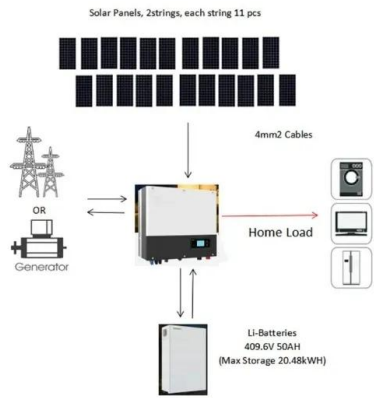 Solar Panels, 2strings, each string 11 pcs
4mm2 Cables
OR
Generator
Home Load
Li-Batteries
409.6V 50AH
(Max Storage 20.48kWH)